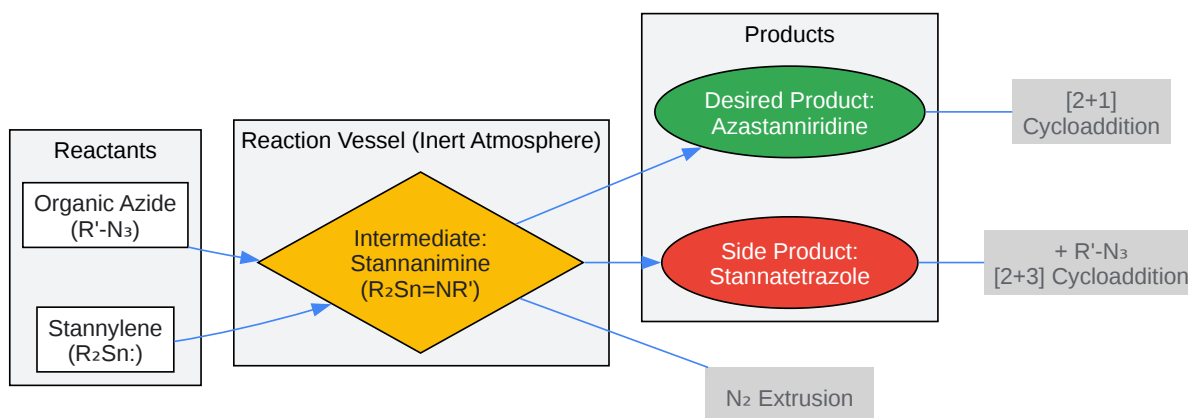 Reactants
Organic Azide
(R'-N₃)
Stannylene
(R₂Sn:)
Reaction Vessel (Inert Atmosphere)
Intermediate:
Stannanimine
(R₂Sn=NR')
Products
Desired Product:
Azastanniridine
Side Product:
Stannatetrazole
[2+1]
Cycloaddition
+ R'-N₃
[2+3] Cycloaddition
N₂ Extrusion